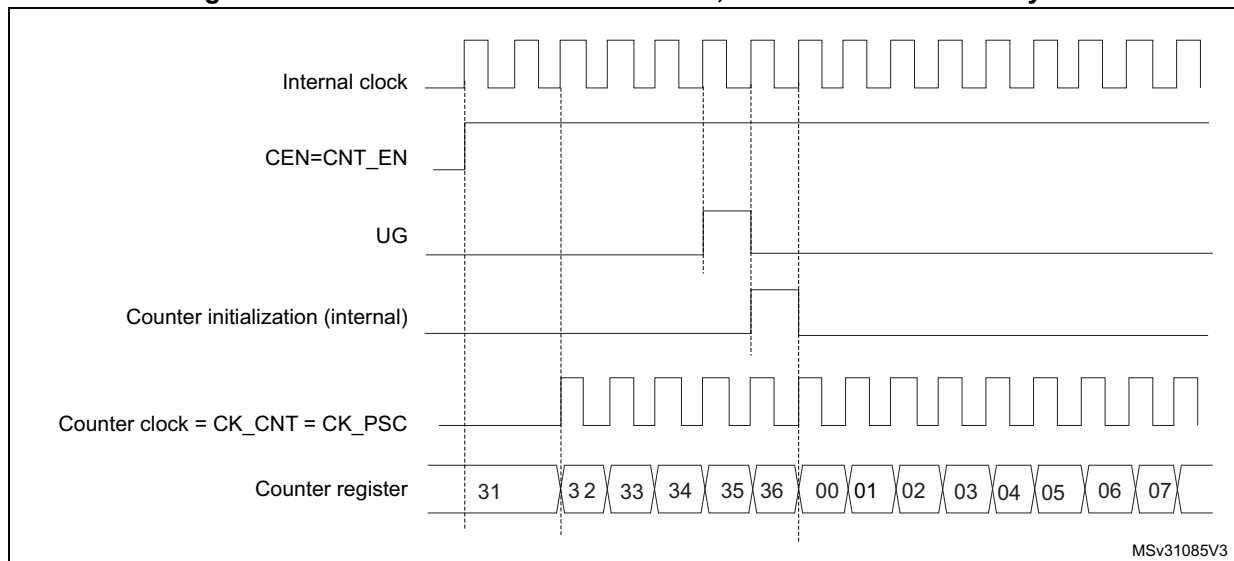 Internal clock
CEN=CNT_EN
UG
Counter initialization (internal)
Counter clock = CK_CNT = CK_PSC
Counter register 31 32 33 34 35 36 00 01 02 03 04 05 06 07
MSv31085V3